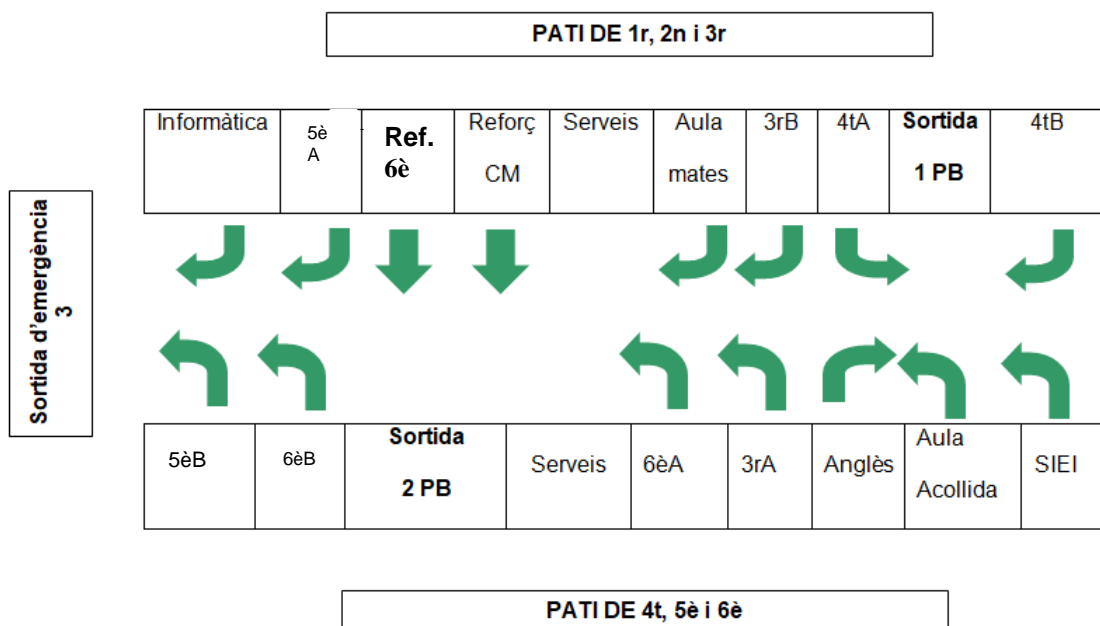 PATI DE 1r, 2n i 3r
Informàtica
5è
A
Ref.
6è
Reforç
CM
Serveis
Aula
mates
3rB
4tA
Sortida
1 PB
4tB
Sortida d'emergència
3
5èB
6èB
Sortida
2 PB
Serveis
6èA
3rA
Anglès
Aula
Acollida
SIEI
PATI DE 4t, 5è i 6è